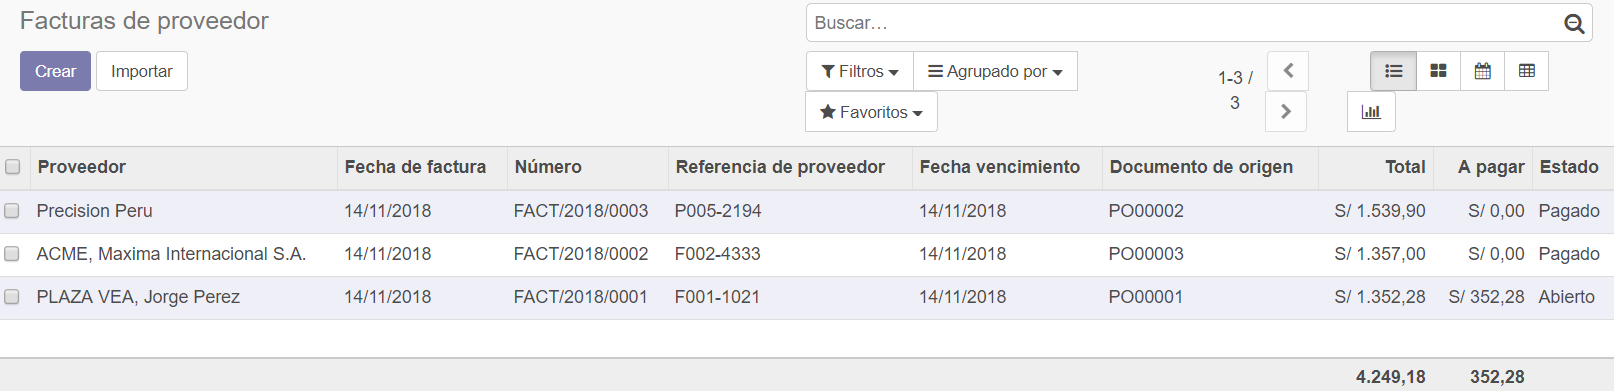 Facturas de proveedor
Buscar...
Crear Importar
Filtros Agrupado por
1-3 / 3
Favoritos
Proveedor Fecha de factura Número Referencia de proveedor Fecha vencimiento Documento de origen Total A pagar Estado
Precision Peru 14/11/2018 FACT/2018/0003 P005-2194 14/11/2018 PO00002 S/ 1.539,90 S/ 0,00 Pagado
ACME, Maxima Internacional S.A. 14/11/2018 FACT/2018/0002 F002-4333 14/11/2018 PO00003 S/ 1.357,00 S/ 0,00 Pagado
PLAZA VEA, Jorge Perez 14/11/2018 FACT/2018/0001 F001-1021 14/11/2018 PO00001 S/ 1.352,28 S/ 352,28 Abierto
4.249,18 352,28